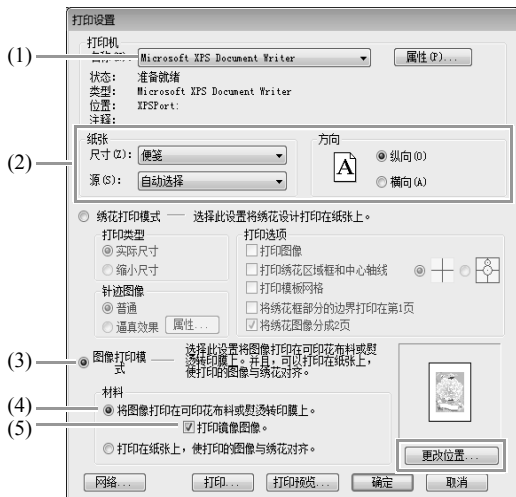 打印设置
打印机
(1) 名称(N): Microsoft XPS Document Writer 属性(P)...
状态: 准备就绪
类型: Microsoft XPS Document Writer
位置: XPSPort:
注释:
(2) 纸张 方向
尺寸(Z): 便笺 A 纵向(O)
源(S): 自动选择 横向(A)
绣花打印模式 — 选择此设置将绣花设计打印在纸上。
打印类型 打印选项
实际尺寸 打印图像
缩小尺寸 打印绣花区域框和中心轴线
打印模板网格
针迹图像
普通 将绣花框部分的边界打印在第1页
逼真效果 属性... 将绣花图像分成2页
(3) 图像打印模式 — 选择此设置将图像打印在可印花布料或熨
烫转印膜上。并且,可以打印在纸张上,
使打印的图像与绣花对齐。
材料
(4) 将图像打印在可印花布料或熨烫转印膜上。
(5) 打印镜像图像。
打印在纸张上,使打印的图像与绣花对齐。
更改位置...
网络... 打印... 打印预览... 确定 取消